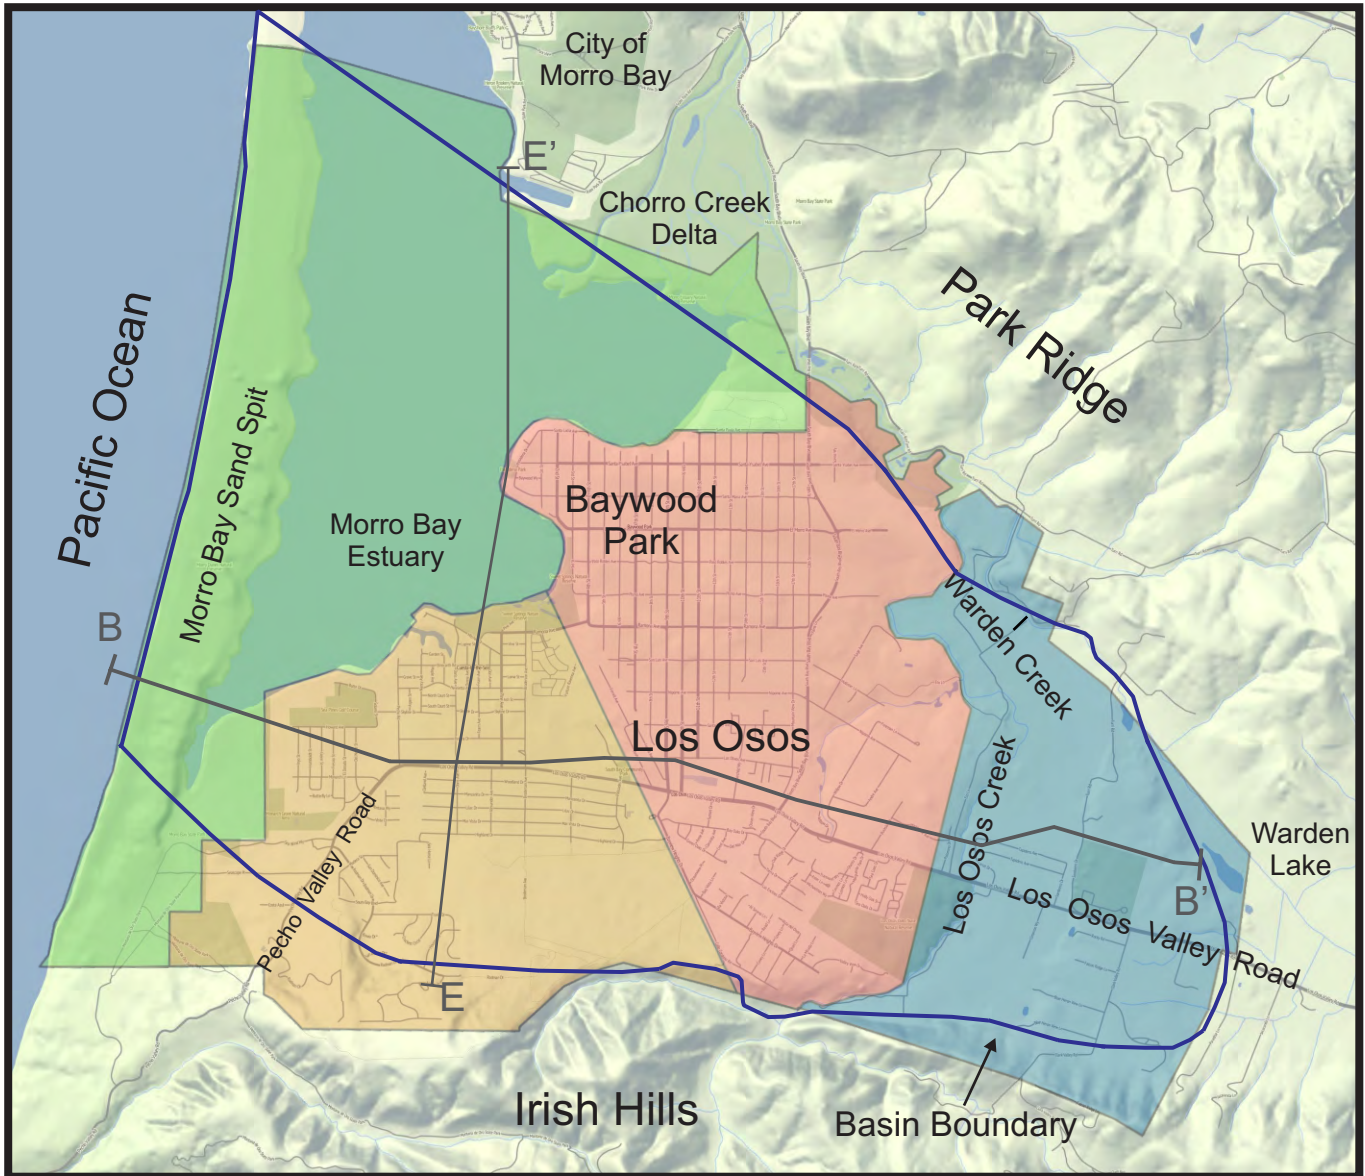 City of
Morro Bay
E’
Chorro Creek
Delta
Park Ridge
Pacific Ocean
Morro Bay Sand Spit
Morro Bay
Estuary
Baywood
Park
B
Warden Creek
Los Osos
Los Osos Creek
Pecho Valley Road
Warden
Lake
B’
Los Osos Valley Road
E
Irish Hills
Basin Boundary